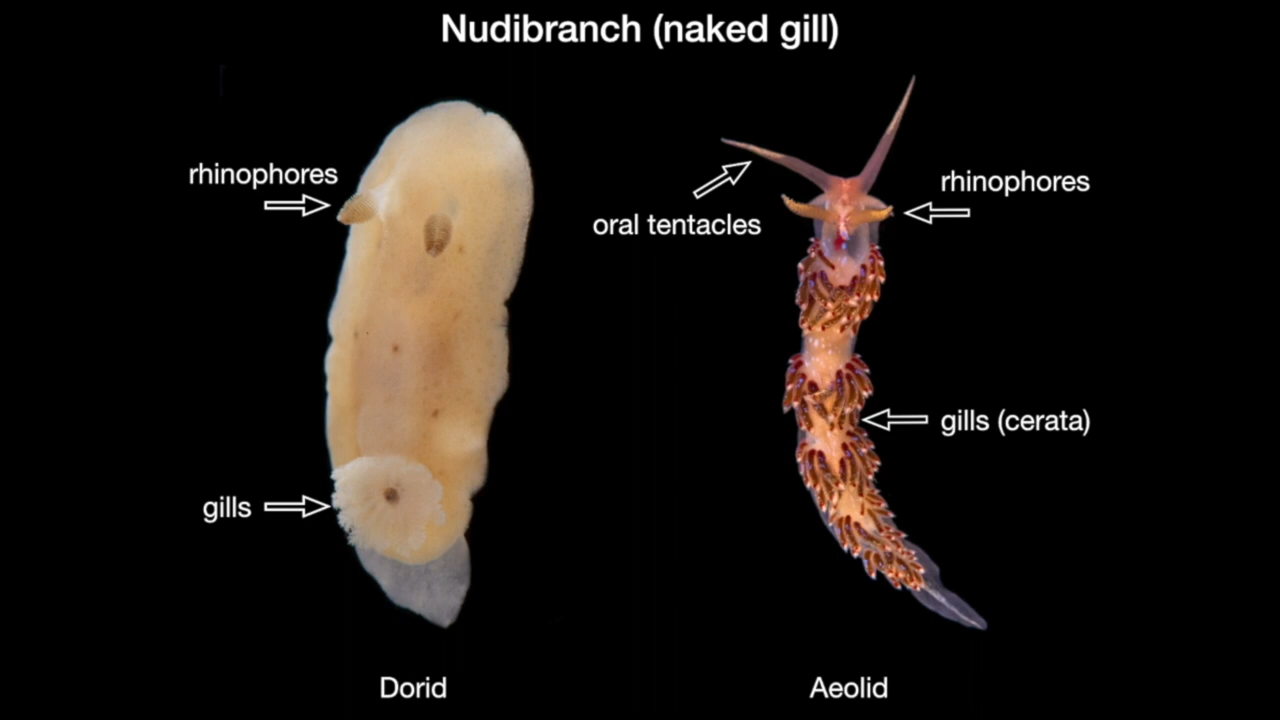 Nudibranch (naked gill)
rhinophores
oral tentacles
rhinophores
gills (cerata)
gills
Dorid
Aeolid